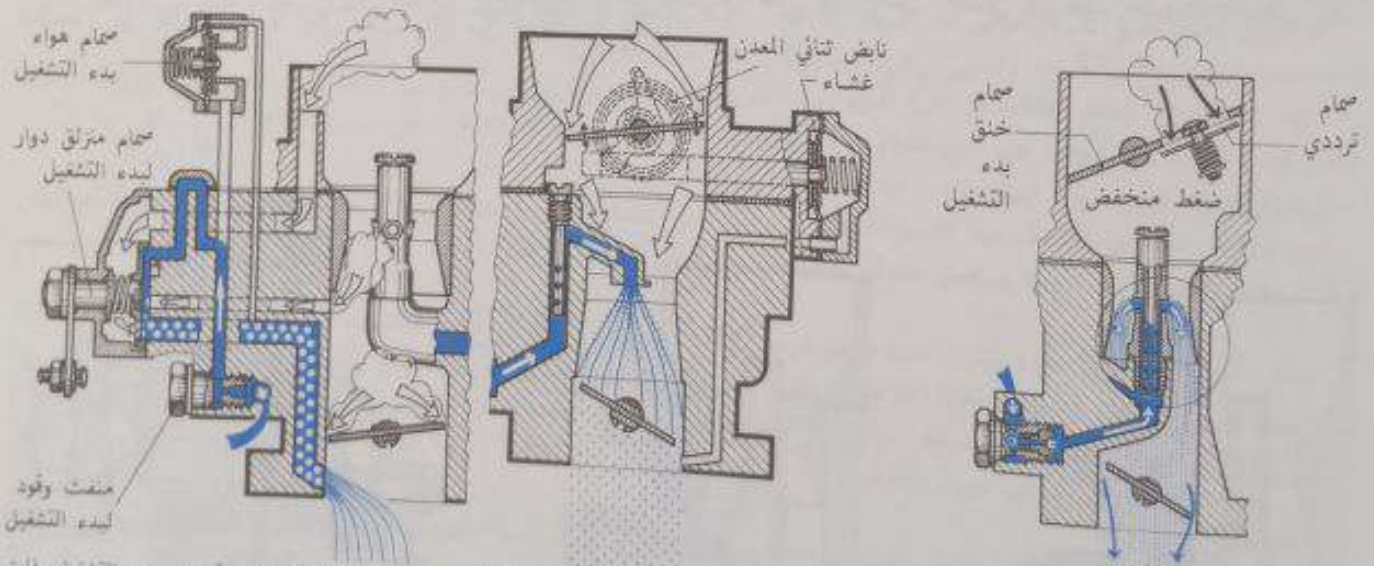 صمام هواء
بدء التشغيل
صمام منزلق دوار
لبدء التشغيل
منفث وقود
لبدء التشغيل
نابض ثنائي المعدن
غشاء
صمام
خنق
بدء
التشغيل
صمام
ترددي
ضغط منخفض